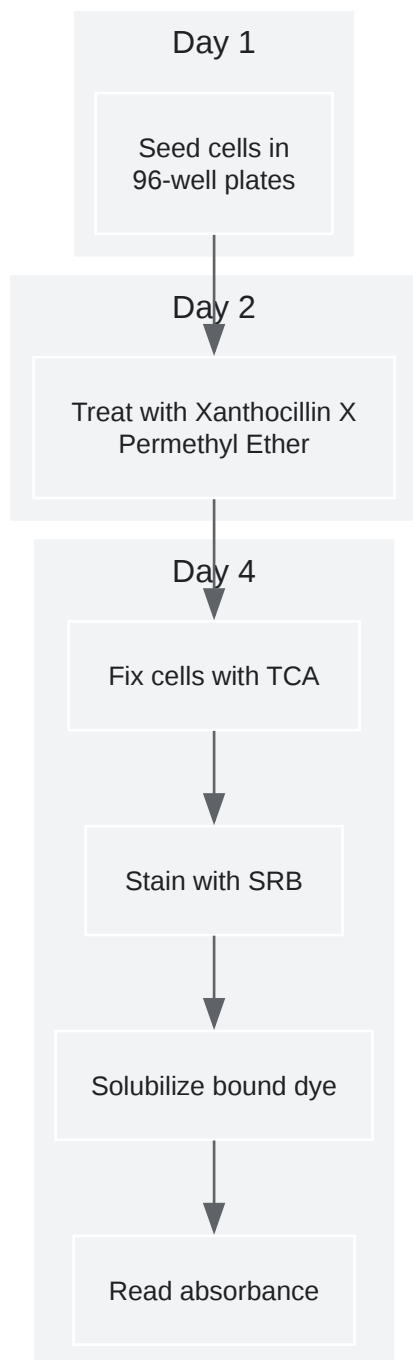 Day 1
Seed cells in
96-well plates
Day 2
Treat with Xanthocillin X
Permethyl Ether
Day 4
Fix cells with TCA
Stain with SRB
Solubilize bound dye
Read absorbance